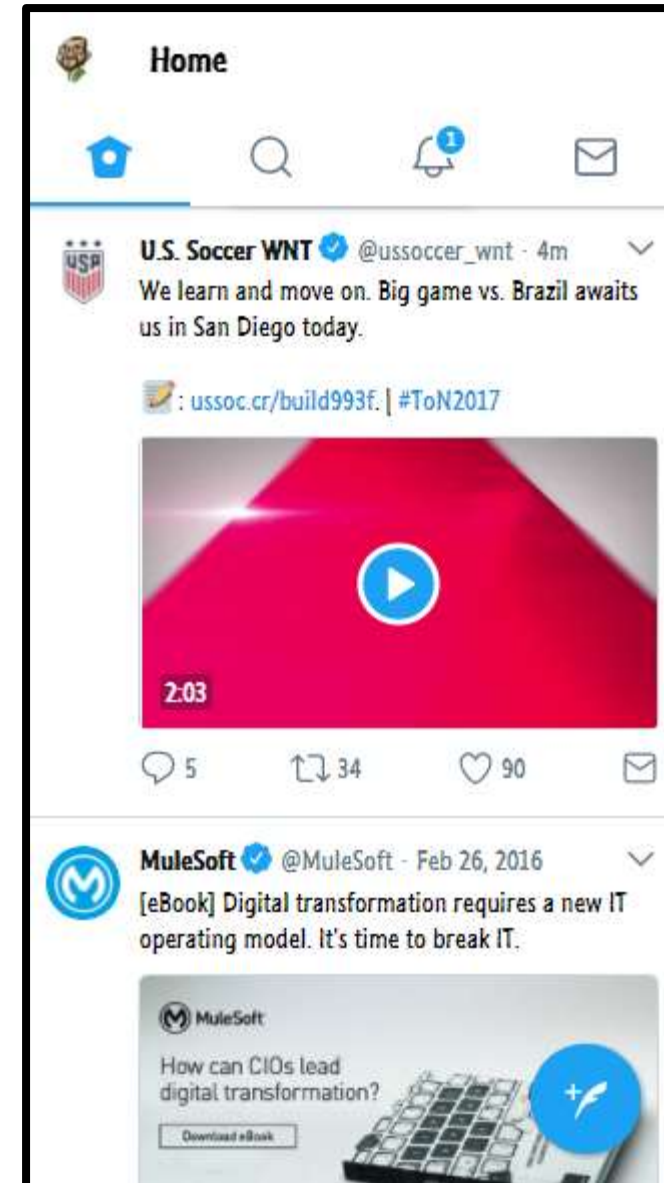 Home
1
USA
U.S. Soccer WNT @ussoccer_wnt · 4m
We learn and move on. Big game vs. Brazil awaits
us in San Diego today.
: ussoc.cr/build993f. | #ToN2017
2:03
5 34 90
MuleSoft @MuleSoft · Feb 26, 2016
[eBook] Digital transformation requires a new IT
operating model. It's time to break IT.
MuleSoft
How can CIOs lead
digital transformation?
Download eBook